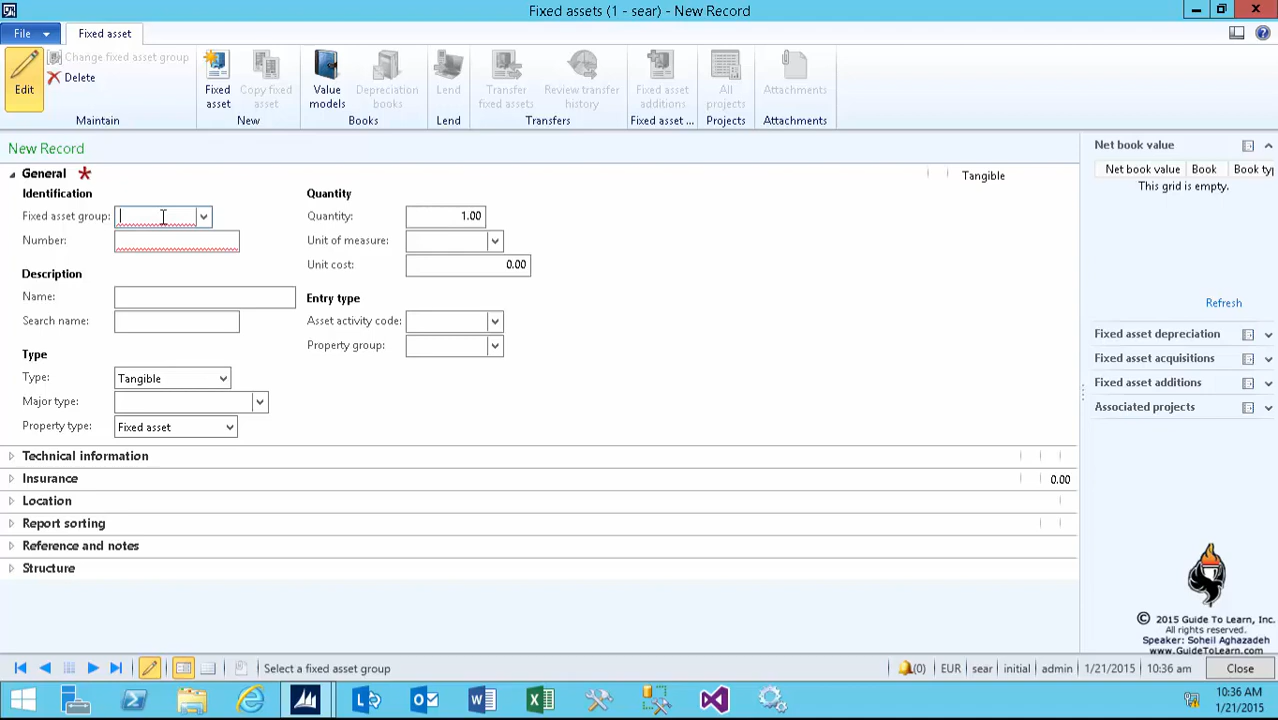 Fixed assets (1 - sear) - New Record
File
Fixed asset
Edit
Change fixed asset group
Delete
Maintain
Fixed asset
Copy fixed asset
New
Value models
Depreciation books
Books
Lend
Lend
Transfer fixed assets
Review transfer history
Transfers
Fixed asset additions
Fixed asset ...
All projects
Projects
Attachments
Attachments
New Record
General *
Tangible
Identification
Fixed asset group:
Number:
Description
Name:
Search name:
Type
Type: Tangible
Major type:
Property type: Fixed asset
Quantity
Quantity: 1.00
Unit of measure:
Unit cost: 0.00
Entry type
Asset activity code:
Property group:
Technical information
Insurance 0.00
Location
Report sorting
Reference and notes
Structure
Net book value
Net book value Book Book typ
This grid is empty.
Refresh
Fixed asset depreciation
Fixed asset acquisitions
Fixed asset additions
Associated projects
© 2015 Guide To Learn, Inc.
All rights reserved.
Speaker: Soheil Aghazadeh
www.GuideToLearn.com
Select a fixed asset group
(0) EUR sear initial admin 1/21/2015 10:36 am Close
10:36 AM
1/21/2015